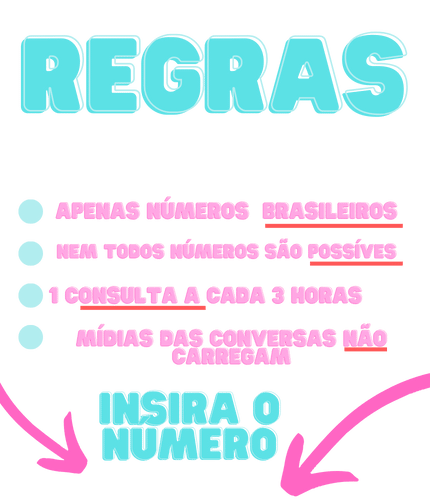 REGRAS
APENAS NÚMEROS BRASILEIROS
NEM TODOS NÚMEROS SÃO POSSÍVES
1 CONSULTA A CADA 3 HORAS
MÍDIAS DAS CONVERSAS NÃO
CARREGAM
INSIRA O
NÚMERO